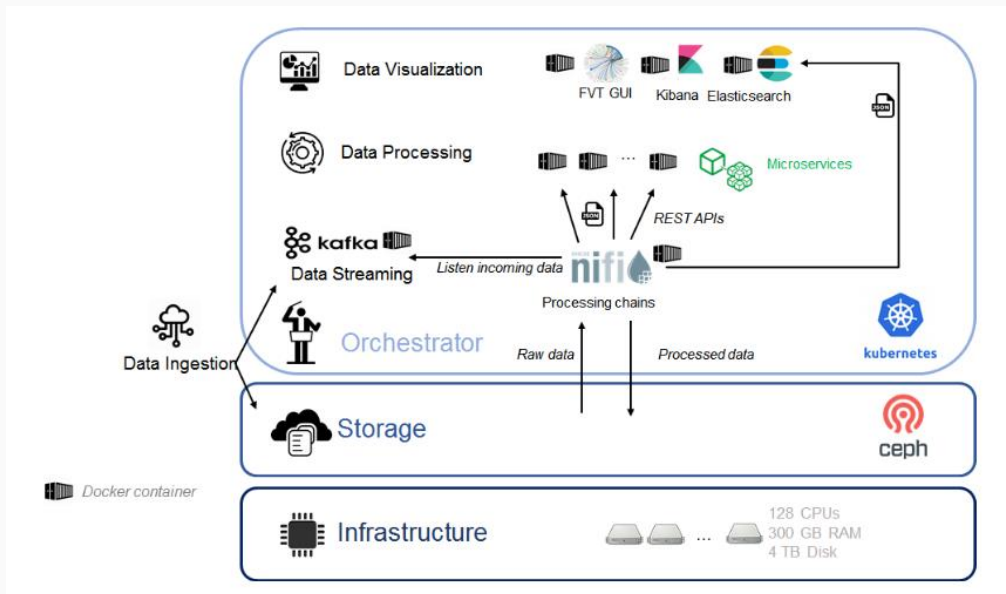 Data Visualization
FVT GUI
Kibana
Elasticsearch
JSON
Data Processing
...
Microservices
JSON
REST APIs
kafka
Data Streaming
Listen incoming data
nifi
Processing chains
Data Ingestion
Orchestrator
Raw data
Processed data
kubernetes
Storage
ceph
Docker container
Infrastructure
...
128 CPUs
300 GB RAM
4 TB Disk